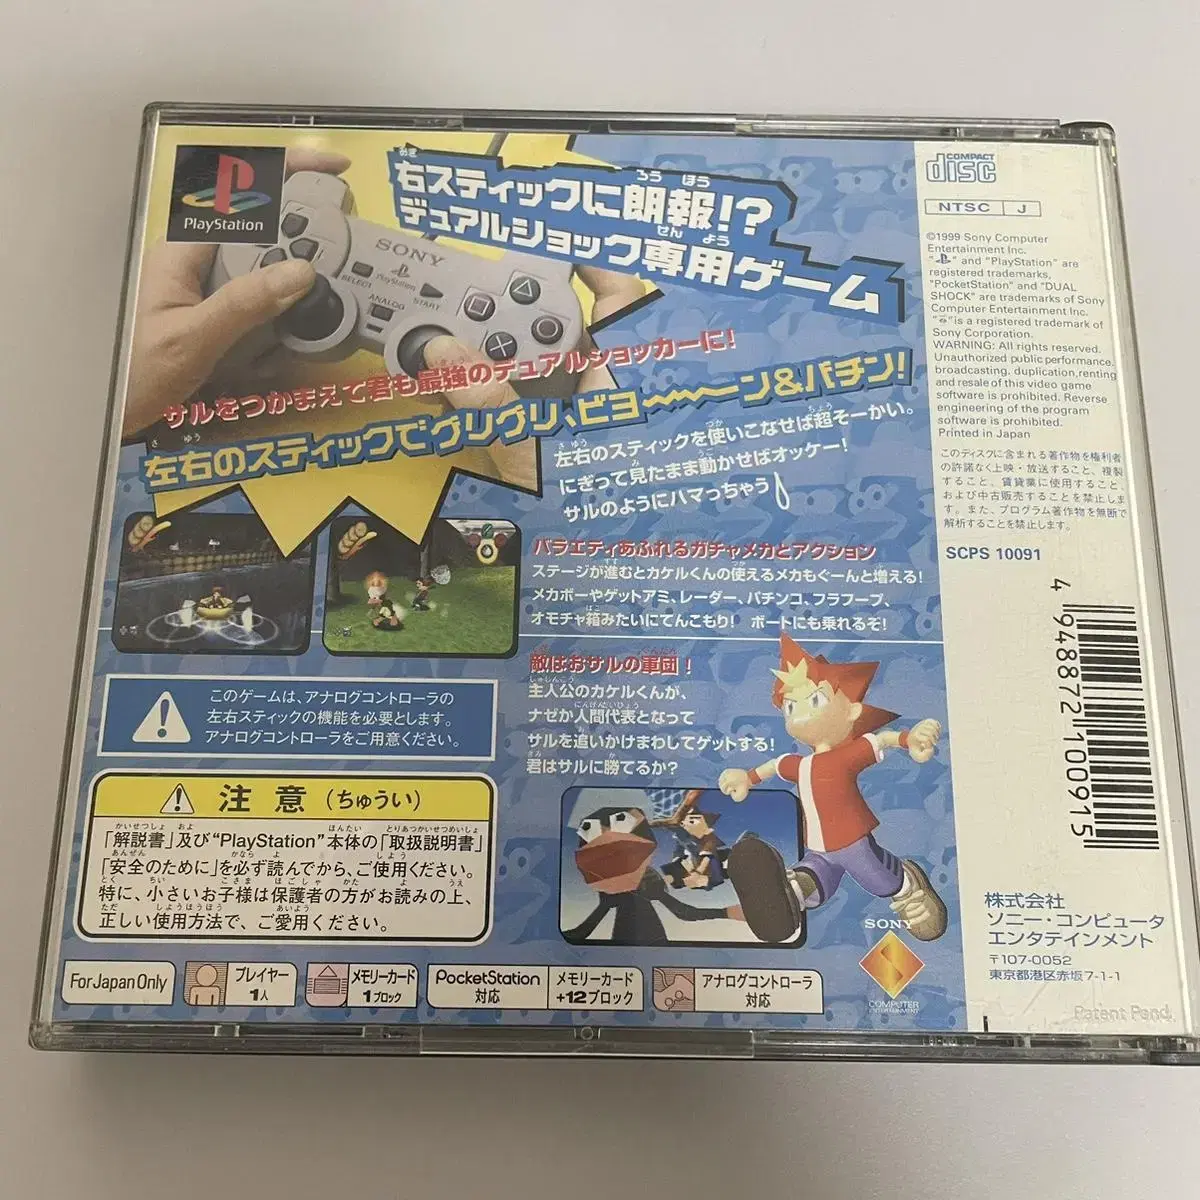 PlayStation
右スティックに朗報!?
デュアルショック専用ゲーム
SONY
PlayStation
SELECT
START
ANALOG
サルをつかまえて君も最強のデュアルショッカーに!
左右のスティックでグリグリ、ビヨ〜〜ン&パチン!
左右のスティックを使いこなせば超そーかい。
にぎって見たまま動かせばオッケー!
サルのようにハマっちゃう
バラエティあふれるガチャメカとアクション
ステージが進むとカケルくんの使えるメカもぐーんと増える!
メカボーやゲットアミ、レーダー、パチンコ、フラフープ、
オモチャ箱みたいにてんこもり! ボートにも乗れるぞ!
敵はおサルの軍団!
主人公のカケルくんが、
ナゼか人間代表となって
サルを追いかけまわしてゲットする!
君はサルに勝てるか?
このゲームは、アナログコントローラの
左右スティックの機能を必要とします。
アナログコントローラをご用意ください。
注意(ちゅうい)
「解説書」及び"PlayStation"本体の「取扱説明書」
「安全のために」を必ず読んでから、ご使用ください。
特に、小さいお子様は保護者の方がお読みの上、
正しい使用方法で、ご愛用ください。
For Japan Only
プレイヤー
1人
メモリーカード
1ブロック
PocketStation
対応
メモリーカード
+12ブロック
アナログコントローラ
対応
SONY
COMPUTER
ENTERTAINMENT
COMPACT
disc
NTSC J
©1999 Sony Computer
Entertainment Inc.
" " and "PlayStation" are
registered trademarks,
"PocketStation" and "DUAL
SHOCK" are trademarks of Sony
Computer Entertainment Inc.
" "is a registered trademark of
Sony Corporation.
WARNING: All rights reserved.
Unauthorized public performance,
broadcasting. duplication,renting
and resale of this video game
software is prohibited. Reverse
engineering of the program
software is prohibited.
Printed in Japan
このディスクに含まれる著作物を権利者
の許諾なく上映・放送すること、複製
すること、賃貸業に使用すること、
および中古販売することを禁止しま
す。また、プログラム著作物を無断で
解析することを禁止します。
SCPS 10091
4 948872 100915
株式会社
ソニー・コンピュータ
エンタテインメント
〒107-0052
東京都港区赤坂7-1-1
Patent Pend.